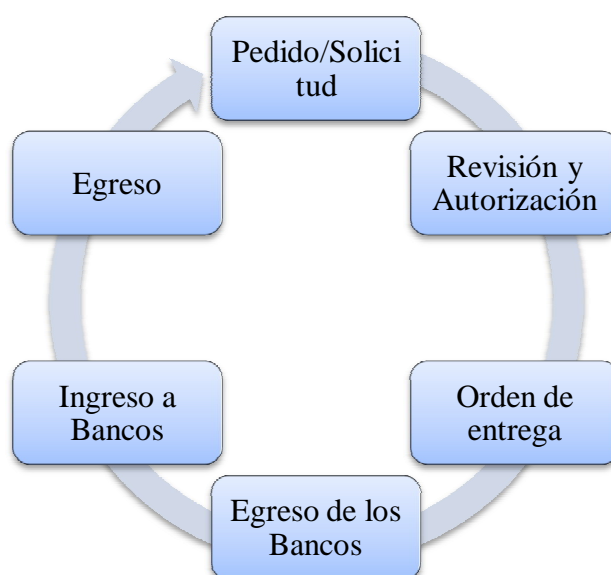 Pedido/Solici
tud
Revisión y
Autorización
Orden de
entrega
Egreso de los
Bancos
Ingreso a
Bancos
Egreso